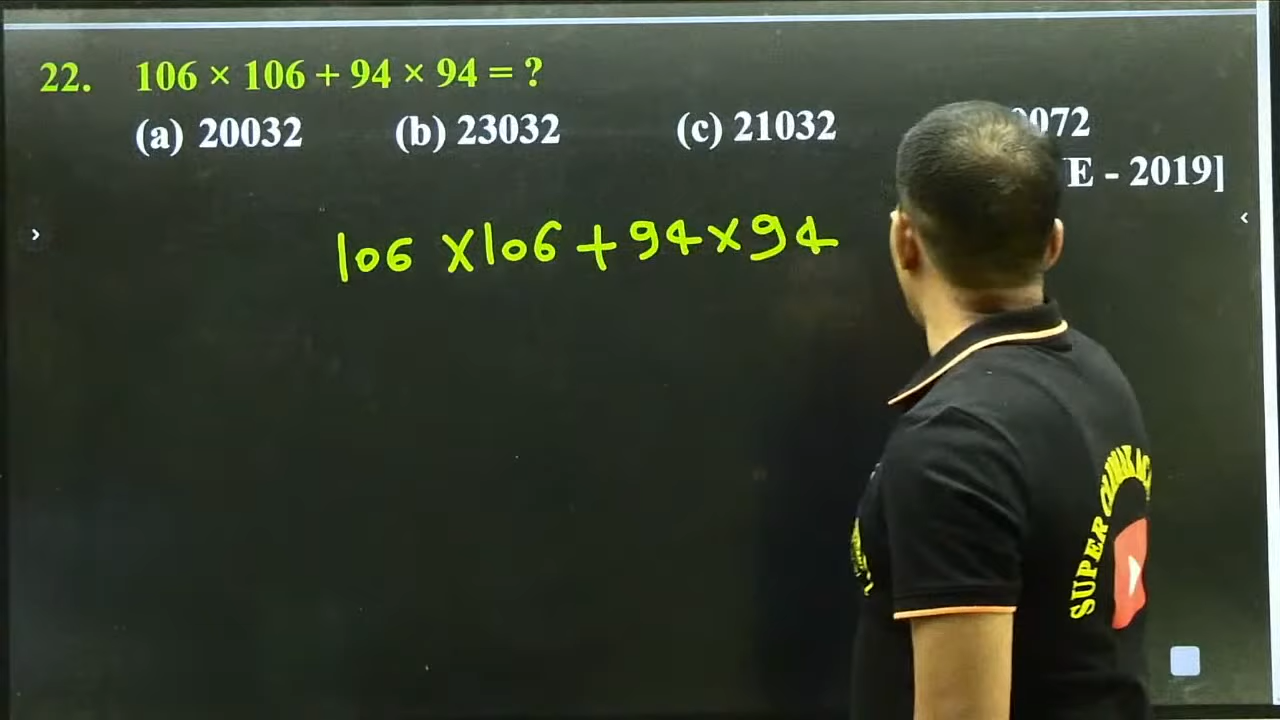 22. 106 × 106 + 94 × 94 = ?
(a) 20032 (b) 23032 (c) 21032
E - 2019]
106 × 106 + 94 × 94
SUPER